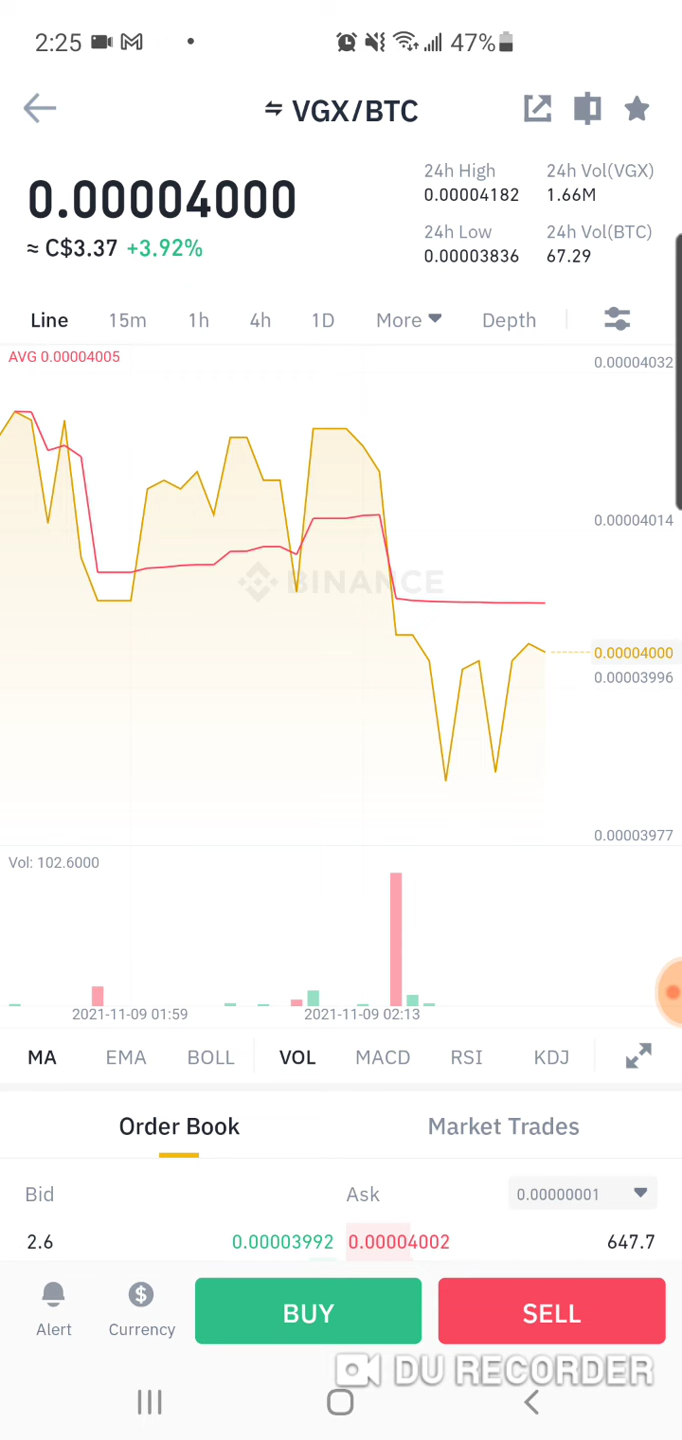 2:25 47%
VGX/BTC
24h High 24h Vol(VGX)
0.00004000 0.00004182 1.66M
24h Low 24h Vol(BTC)
≈ C$3.37 +3.92% 0.00003836 67.29
Line 15m 1h 4h 1D More Depth
AVG 0.00004005
0.00004032
0.00004014
BINANCE
0.00004000
0.00003996
0.00003977
Vol: 102.6000
2021-11-09 01:59 2021-11-09 02:13
MA EMA BOLL VOL MACD RSI KDJ
Order Book Market Trades
Bid Ask 0.00000001
2.6 0.00003992 0.00004002 647.7
Alert Currency BUY SELL
DU RECORDER